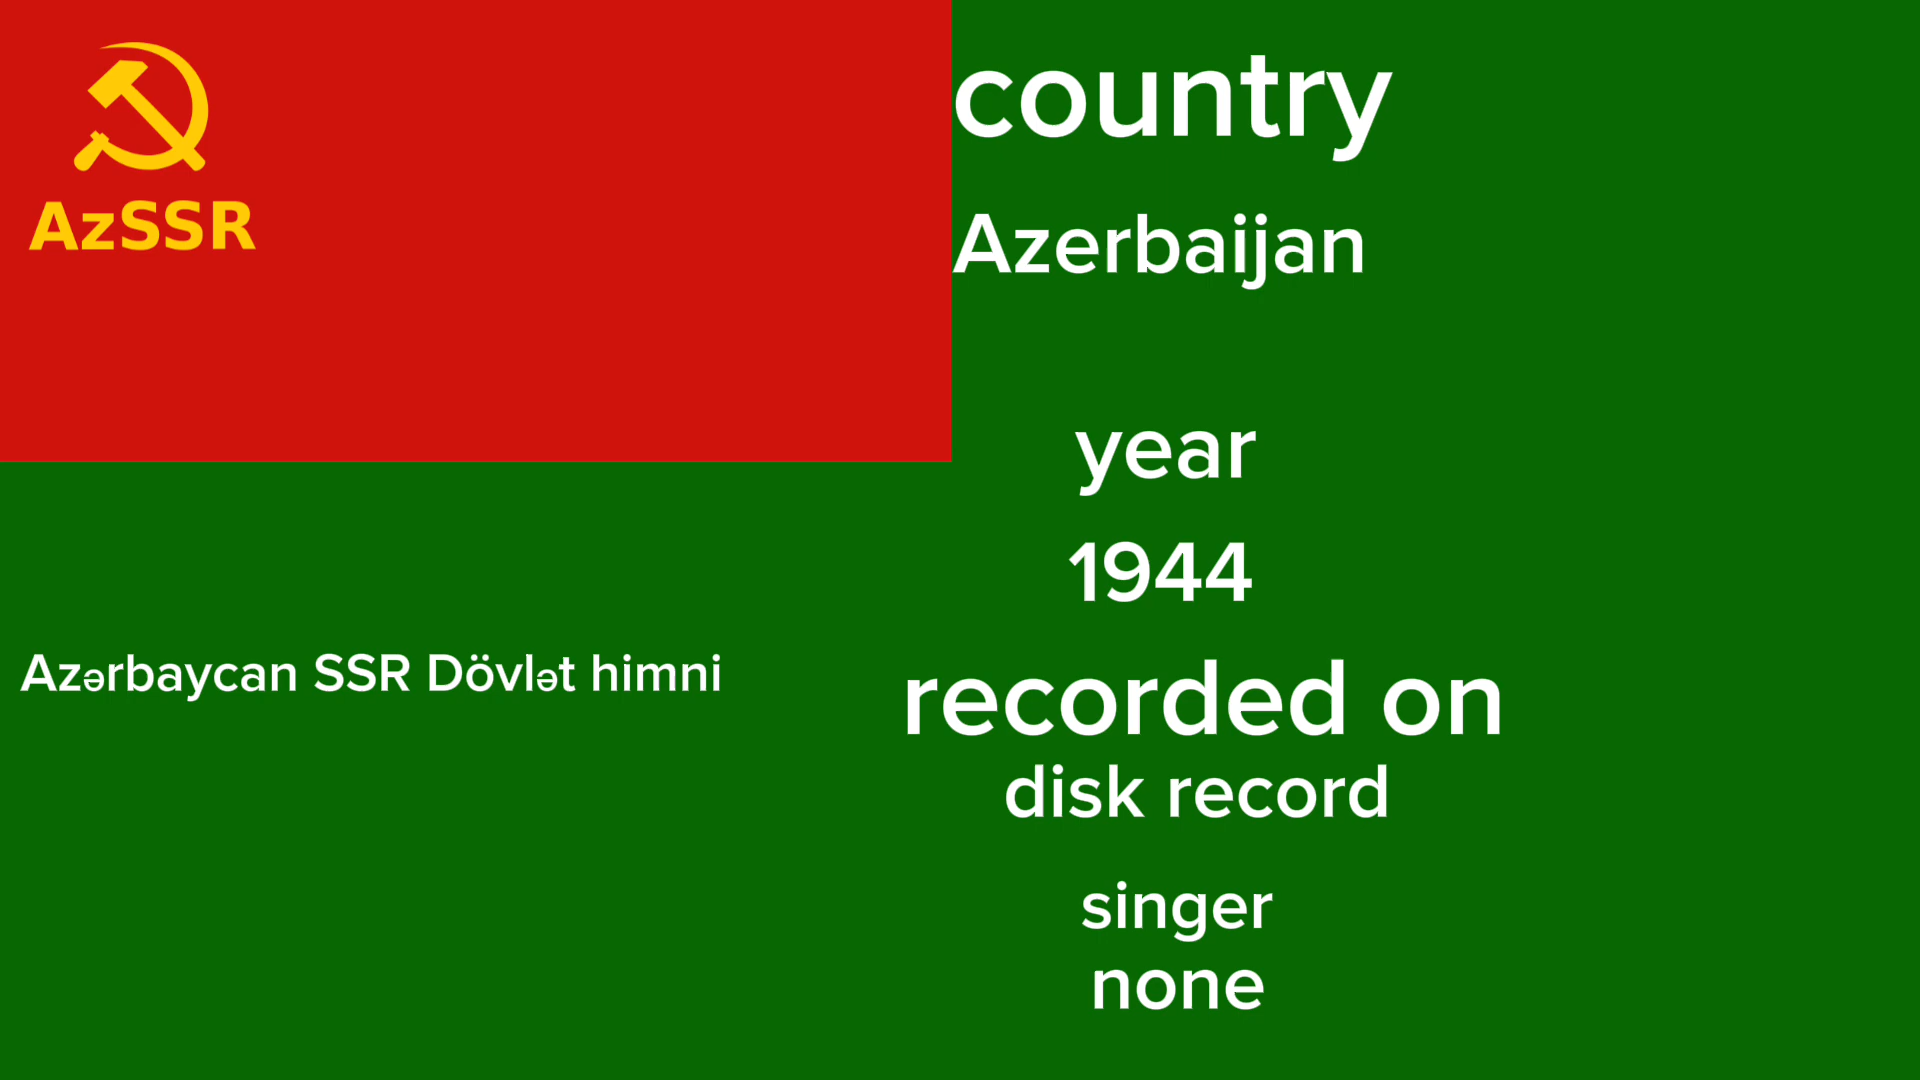 AzSSR
country
Azerbaijan
year
1944
Azərbaycan SSR Dövlət himni
recorded on
disk record
singer
none